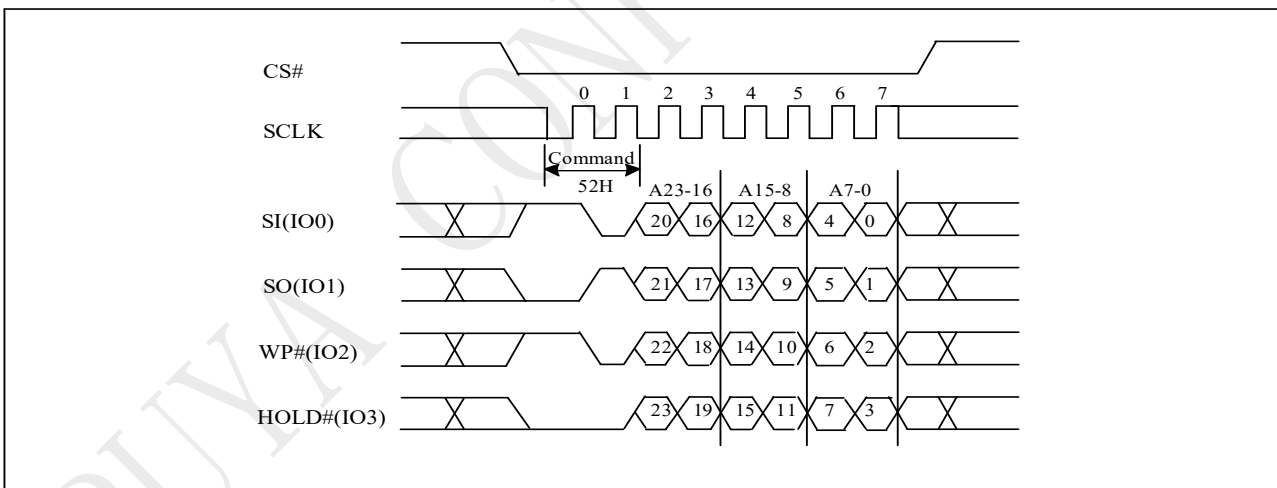 CS#
0 1 2 3 4 5 6 7
SCLK
Command
52H
A23-16 A15-8 A7-0
SI(IO0) 20 16 12 8 4 0
SO(IO1) 21 17 13 9 5 1
WP#(IO2) 22 18 14 10 6 2
HOLD#(IO3) 23 19 15 11 7 3
PUYA CONF